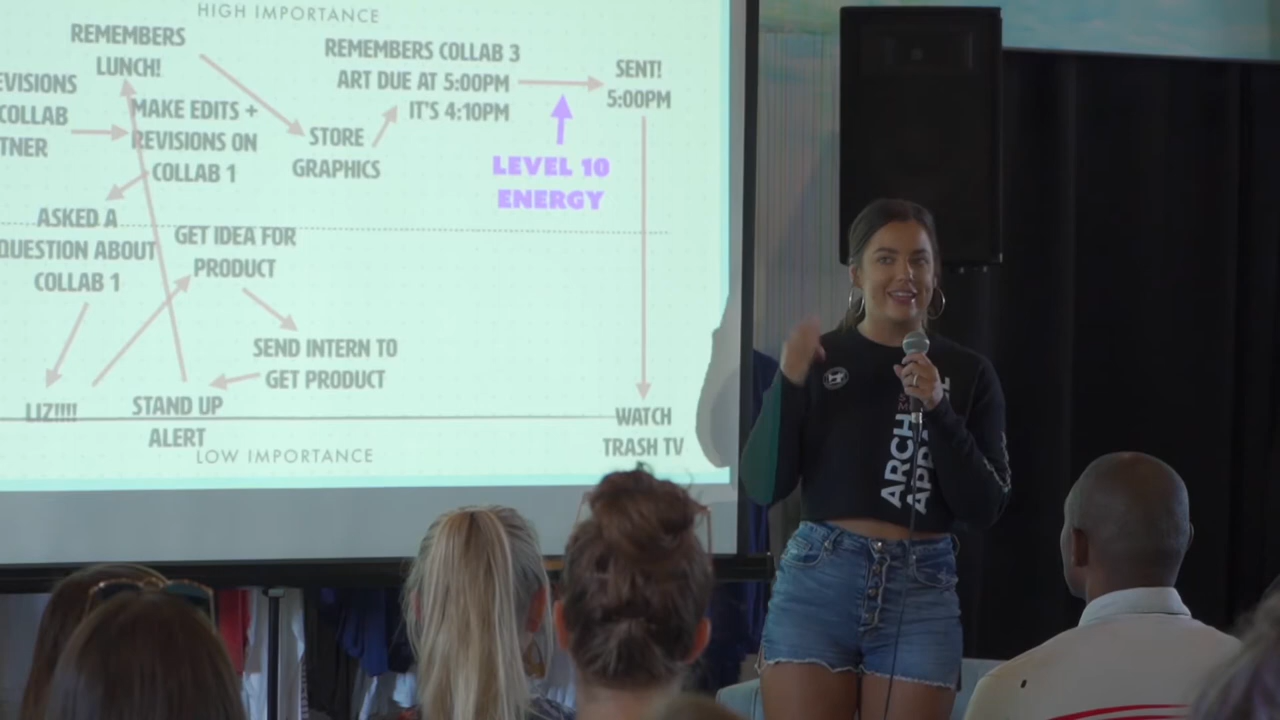 HIGH IMPORTANCE
REMEMBERS
LUNCH!
REMEMBERS COLLAB 3
ART DUE AT 5:00PM
IT'S 4:10PM
SENT!
5:00PM
COLLAB
MAKE EDITS +
REVISIONS ON
COLLAB 1
STORE
GRAPHICS
LEVEL 10
ENERGY
ASKED A
QUESTION ABOUT
COLLAB 1
GET IDEA FOR
PRODUCT
SEND INTERN TO
GET PRODUCT
LIZ!!!!
STAND UP
ALERT
WATCH
TRASH TV
LOW IMPORTANCE